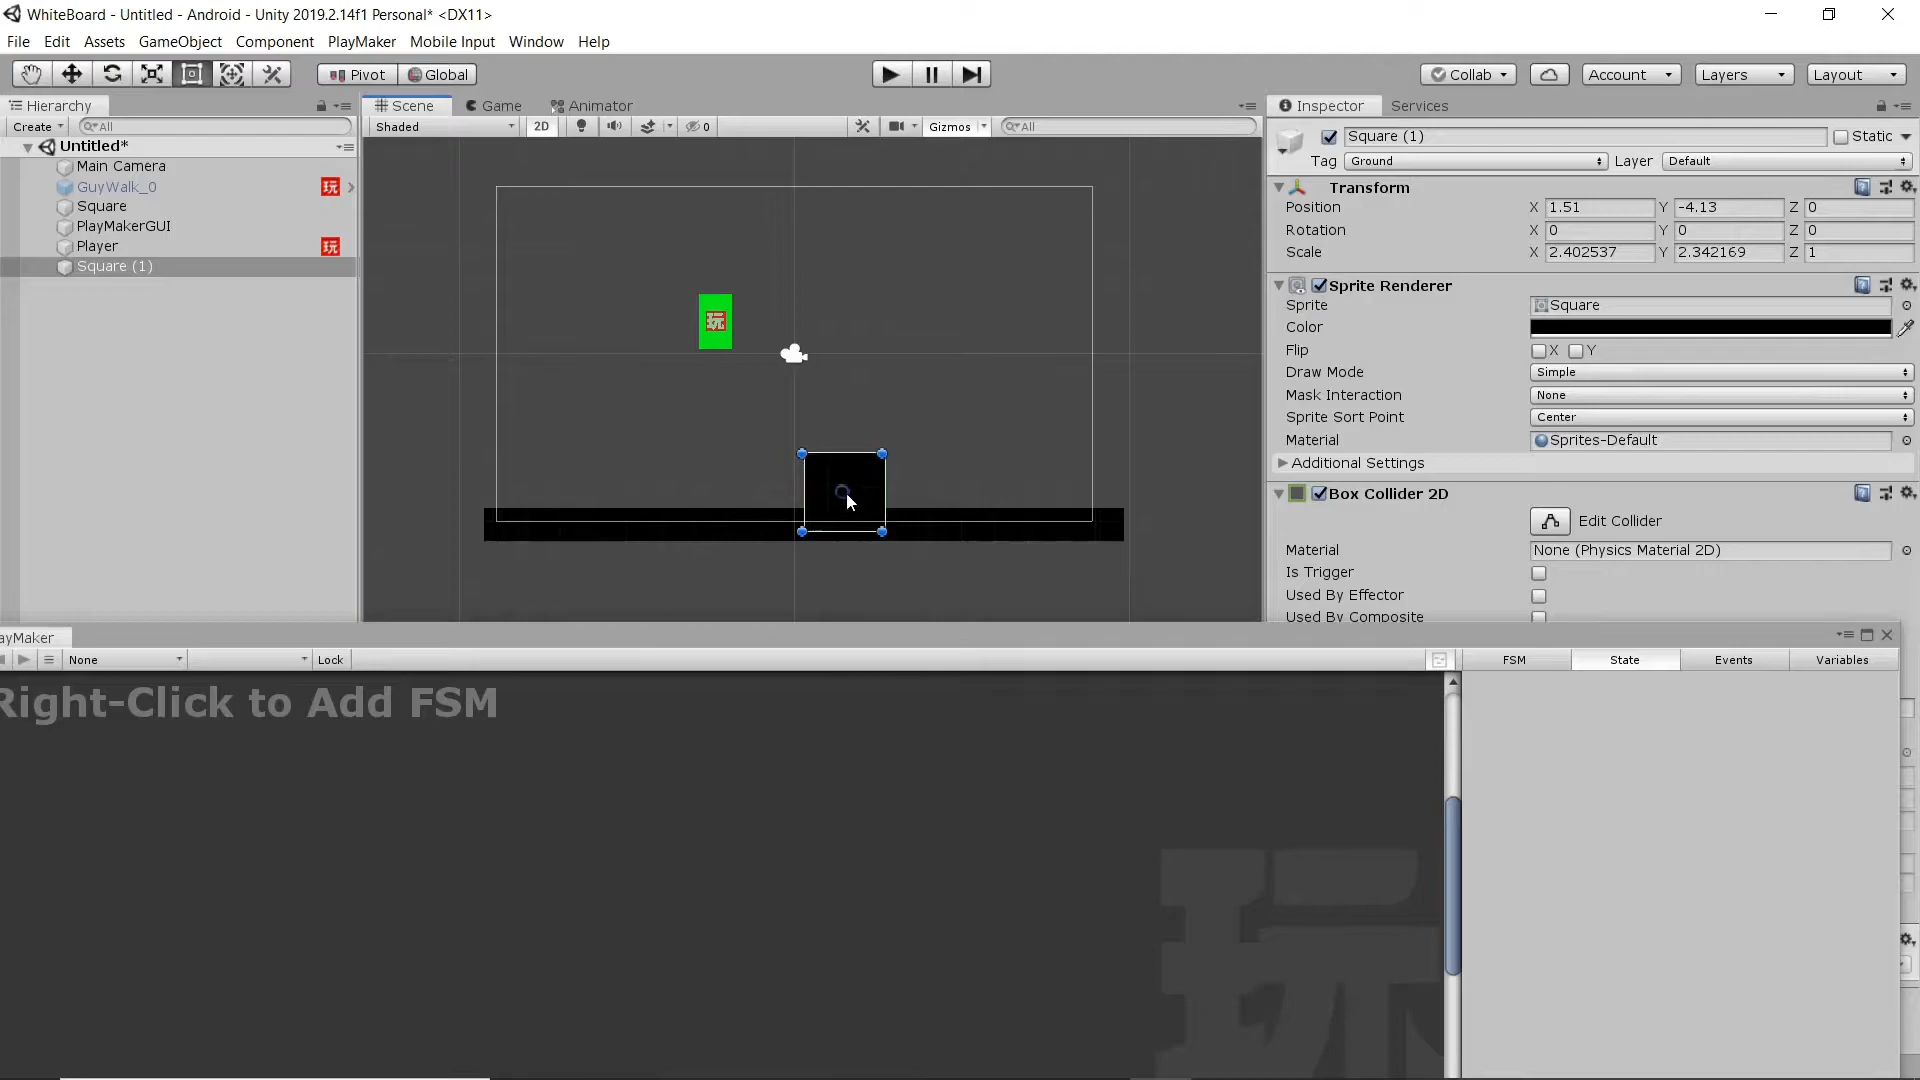 WhiteBoard - Untitled - Android - Unity 2019.2.14f1 Personal* <DX11>
File Edit Assets GameObject Component PlayMaker Mobile Input Window Help
Pivot Global Collab Account Layers Layout
Hierarchy Scene Game Animator Inspector Services
Create All Shaded 2D 0 Gizmos All
Square (1) Static
Untitled*
Main Camera
GuyWalk_0 玩
Square
PlayMakerGUI
Player 玩
Square (1)
玩
Tag Ground Layer Default
Transform
Position X 1.51 Y -4.13 Z 0
Rotation X 0 Y 0 Z 0
Scale X 2.402537 Y 2.342169 Z 1
Sprite Renderer
Sprite Square
Color
Flip X Y
Draw Mode Simple
Mask Interaction None
Sprite Sort Point Center
Material Sprites-Default
Additional Settings
Box Collider 2D
Edit Collider
Material None (Physics Material 2D)
Is Trigger
Used By Effector
Used By Composite
ayMaker
None Lock FSM State Events Variables
Right-Click to Add FSM
玩